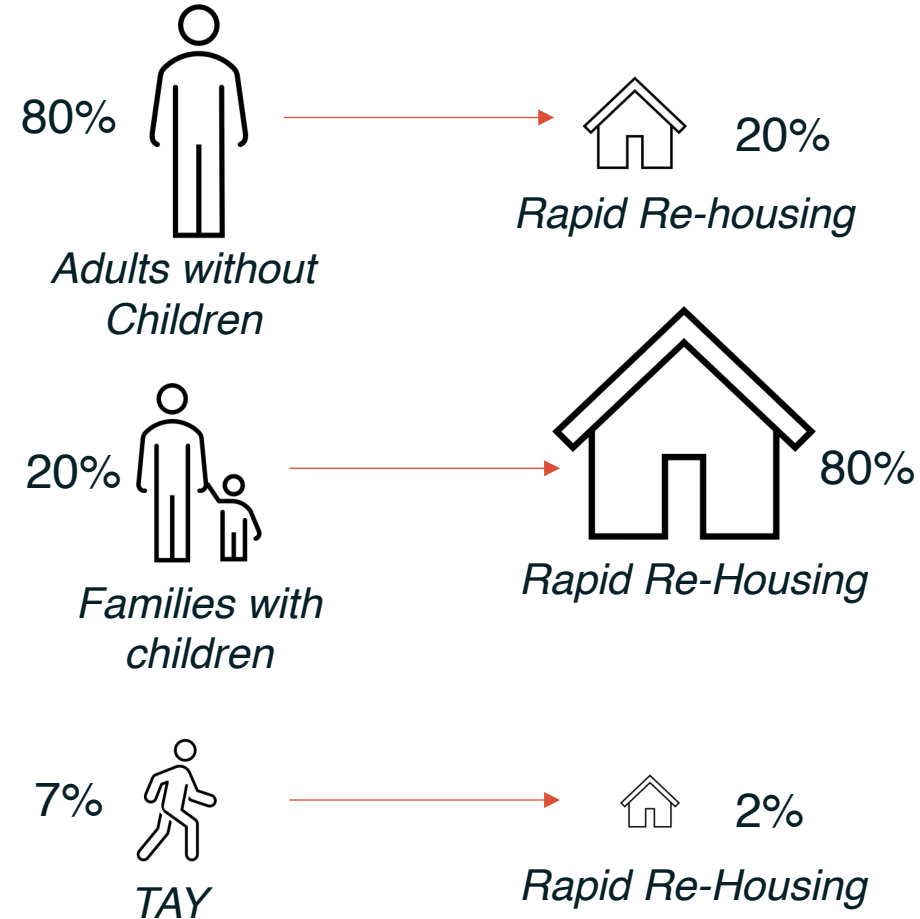 80%
20%
Rapid Re-housing
Adults without
Children
20%
80%
Rapid Re-Housing
Families with
children
7%
2%
Rapid Re-Housing
TAY